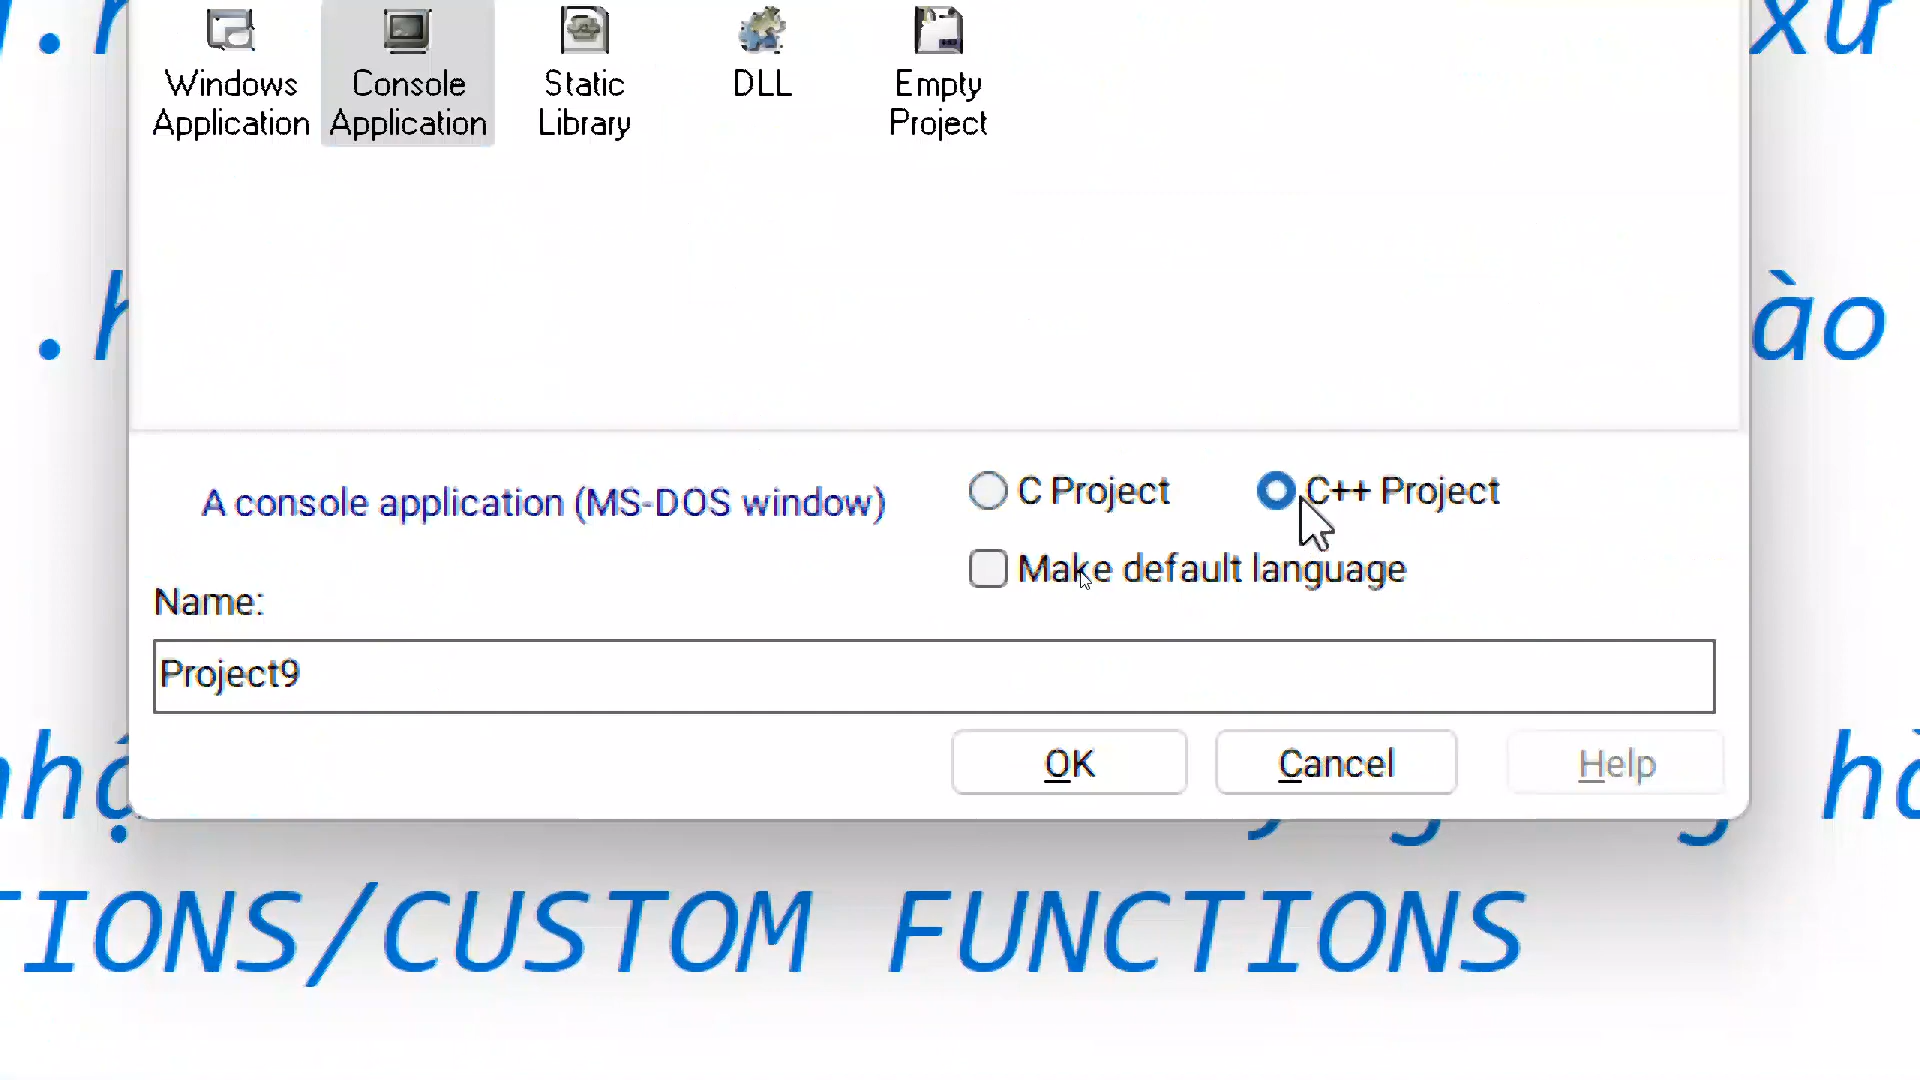 xử
Windows Application
Console Application
Static Library
DLL
Empty Project
.h
ào
A console application (MS-DOS window)
C Project
C++ Project
Make default language
Name:
Project9
OK
Cancel
Help
TIONS/CUSTOM FUNCTIONS